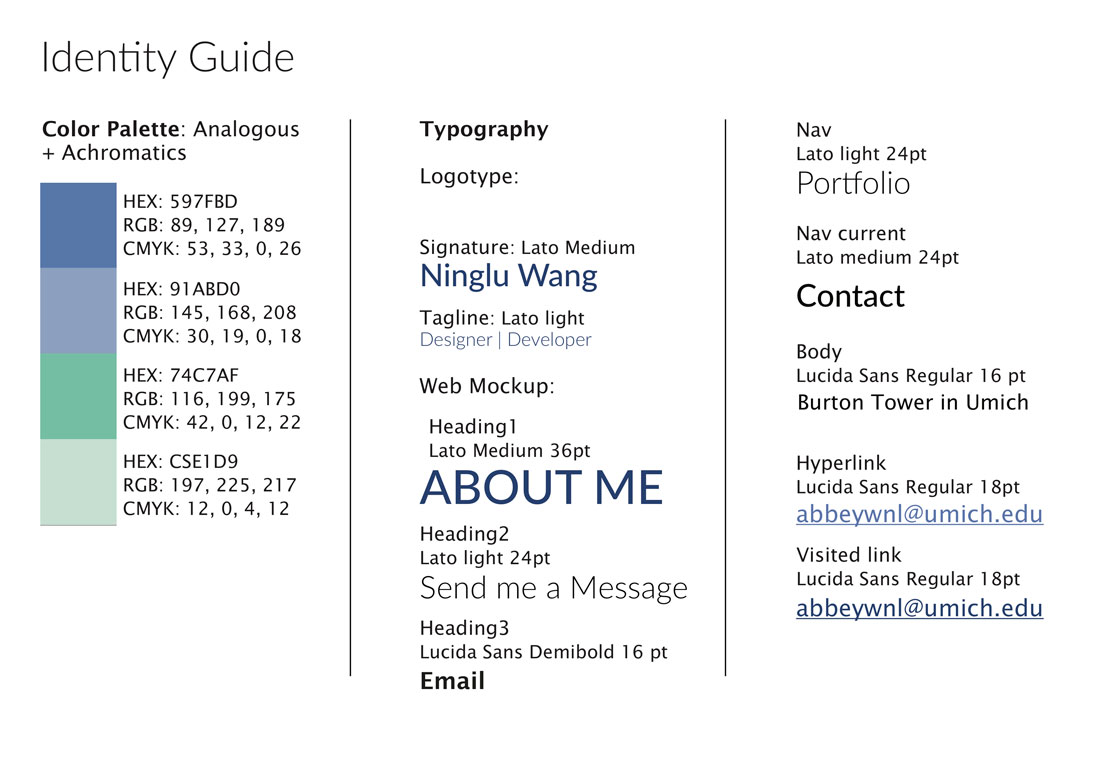 Identity Guide
Color Palette: Analogous
+ Achromatics
HEX: 597FBD
RGB: 89, 127, 189
CMYK: 53, 33, 0, 26
HEX: 91ABD0
RGB: 145, 168, 208
CMYK: 30, 19, 0, 18
HEX: 74C7AF
RGB: 116, 199, 175
CMYK: 42, 0, 12, 22
HEX: CSE1D9
RGB: 197, 225, 217
CMYK: 12, 0, 4, 12
Typography
Logotype:
Signature: Lato Medium
Ninglu Wang
Tagline: Lato light
Designer | Developer
Web Mockup:
Heading1
Lato Medium 36pt
ABOUT ME
Heading2
Lato light 24pt
Send me a Message
Heading3
Lucida Sans Demibold 16 pt
Email
Nav
Lato light 24pt
Portfolio
Nav current
Lato medium 24pt
Contact
Body
Lucida Sans Regular 16 pt
Burton Tower in Umich
Hyperlink
Lucida Sans Regular 18pt
abbeywnl@umich.edu
Visited link
Lucida Sans Regular 18pt
abbeywnl@umich.edu